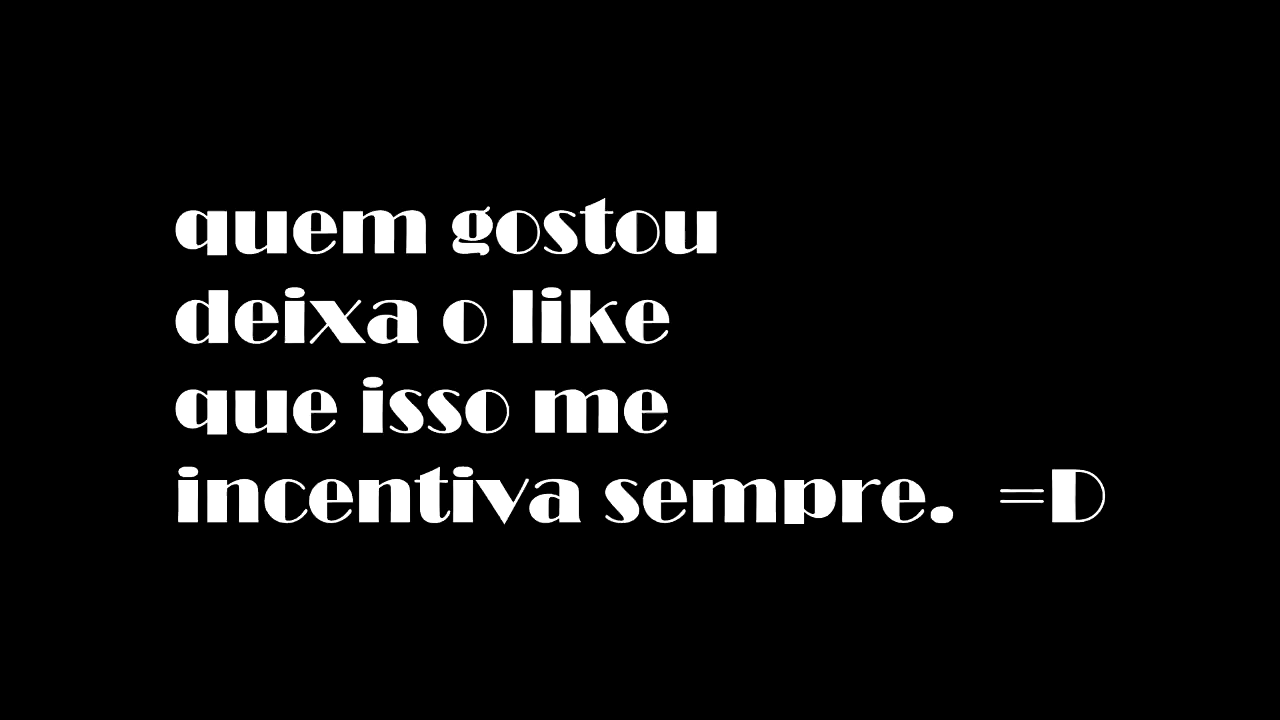 quem gostou
deixa o like
que isso me
incentiva sempre. =D